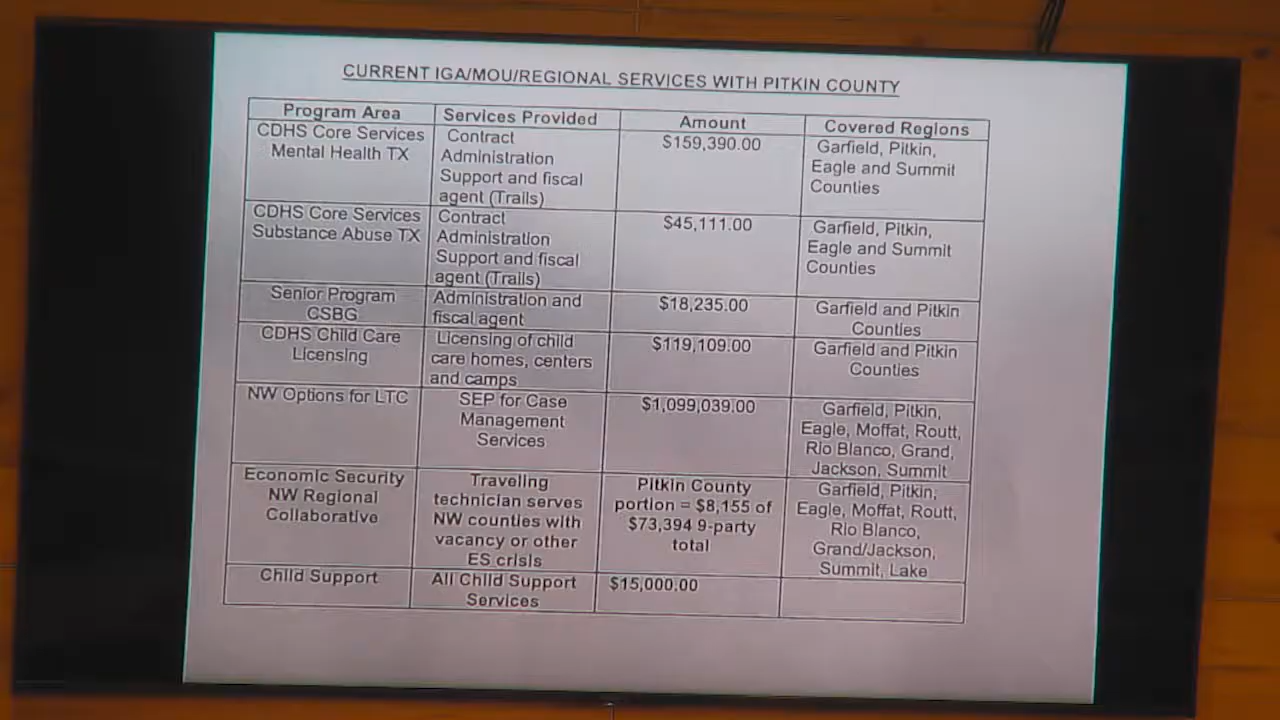 CURRENT IGA/MOU/REGIONAL SERVICES WITH PITKIN COUNTY
Program Area
Services Provided
Amount
Covered Regions
CDHS Core Services
Mental Health TX
Contract
Administration
Support and fiscal
agent (Trails)
$159,390.00
Garfield, Pitkin,
Eagle and Summit
Counties
CDHS Core Services
Substance Abuse TX
Contract
Administration
Support and fiscal
agent (Trails)
$45,111.00
Garfield, Pitkin,
Eagle and Summit
Counties
Senior Program
CSBG
Administration and
fiscal agent
$18,235.00
Garfield and Pitkin
Counties
CDHS Child Care
Licensing
Licensing of child
care homes, centers
and camps
$119,109.00
Garfield and Pitkin
Counties
NW Options for LTC
SEP for Case
Management
Services
$1,099,039.00
Garfield, Pitkin,
Eagle, Moffat, Routt,
Rio Blanco, Grand,
Jackson, Summit
Economic Security
NW Regional
Collaborative
Traveling
technician serves
NW counties with
vacancy or other
ES crisis
Pitkin County
portion = $8,155 of
$73,394 9-party
total
Garfield, Pitkin,
Eagle, Moffat, Routt,
Rio Blanco,
Grand/Jackson,
Summit, Lake
Child Support
All Child Support
Services
$15,000.00